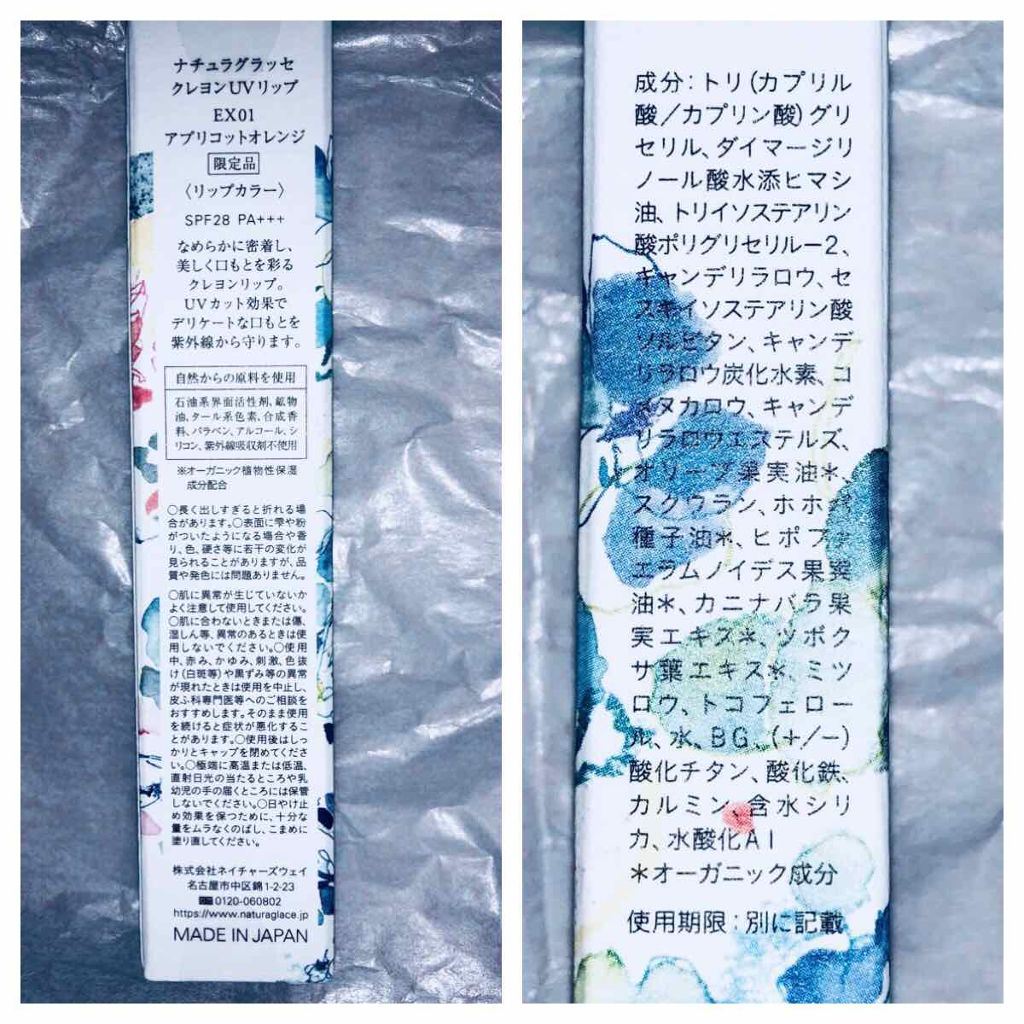 ナチュラグラッセ
クレヨンUVリップ
EX01
アプリコットオレンジ
限定品
〈リップカラー〉
SPF28 PA+++
なめらかに密着し、
美しく口もとを彩る
クレヨンリップ。
UVカット効果で
デリケートな口もとを
紫外線から守ります。
自然からの原料を使用
石油系界面活性剤、鉱物
油、タール系色素、合成香
料、パラベン、アルコール、シ
リコン、紫外線吸収剤不使用
※オーガニック植物性保湿
成分配合
○長く出しすぎると折れる場
合があります。○表面に雫や粉
がついたようになる場合や香
り、色、硬さ等に若干の変化が
見られることがありますが、品
質や発色には問題ありません。
○肌に異常が生じていないか
よく注意して使用してください。
○肌に合わないときまたは傷、
湿しん等、異常のあるときは使
用しないでください。○使用
中、赤み、かゆみ、刺激、色抜
け(白斑等)や黒ずみ等の異常
が現れたときは使用を中止し、
皮ふ科専門医等へのご相談を
おすすめします。そのまま使用
を続けると症状が悪化するこ
とがあります。○使用後はしっ
かりとキャップを閉めてくださ
い。○極端に高温または低温、
直射日光の当たるところや乳
幼児の手の届くところには保管
しないでください。○日やけ止
め効果を保つために、十分な
量をムラなくのばし、こまめに
塗り直してください。
株式会社ネイチャーズウェイ
名古屋市中区錦1-2-23
0120-060802
https://www.naturaglace.jp
MADE IN JAPAN
成分：トリ(カプリル
酸／カプリン酸)グリ
セリル、ダイマージリ
ノール酸水添ヒマシ
油、トリイソステアリン
酸ポリグリセリルー2、
キャンデリラロウ、セ
スキイソステアリン酸
ソルビタン、キャンデ
リラロウ炭化水素、コ
メヌカロウ、キャンデ
リラロウエステルズ、
オリーブ果実油＊、
スクワラン、ホホバ
種子油＊、ヒポファ
エラムノイデス果実
油＊、カニナバラ果
実エキス＊、ツボク
サ葉エキス＊、ミツ
ロウ、トコフェロー
ル、水、BG、(+/−)
酸化チタン、酸化鉄、
カルミン、含水シリ
カ、水酸化Al
＊オーガニック成分
使用期限：別に記載